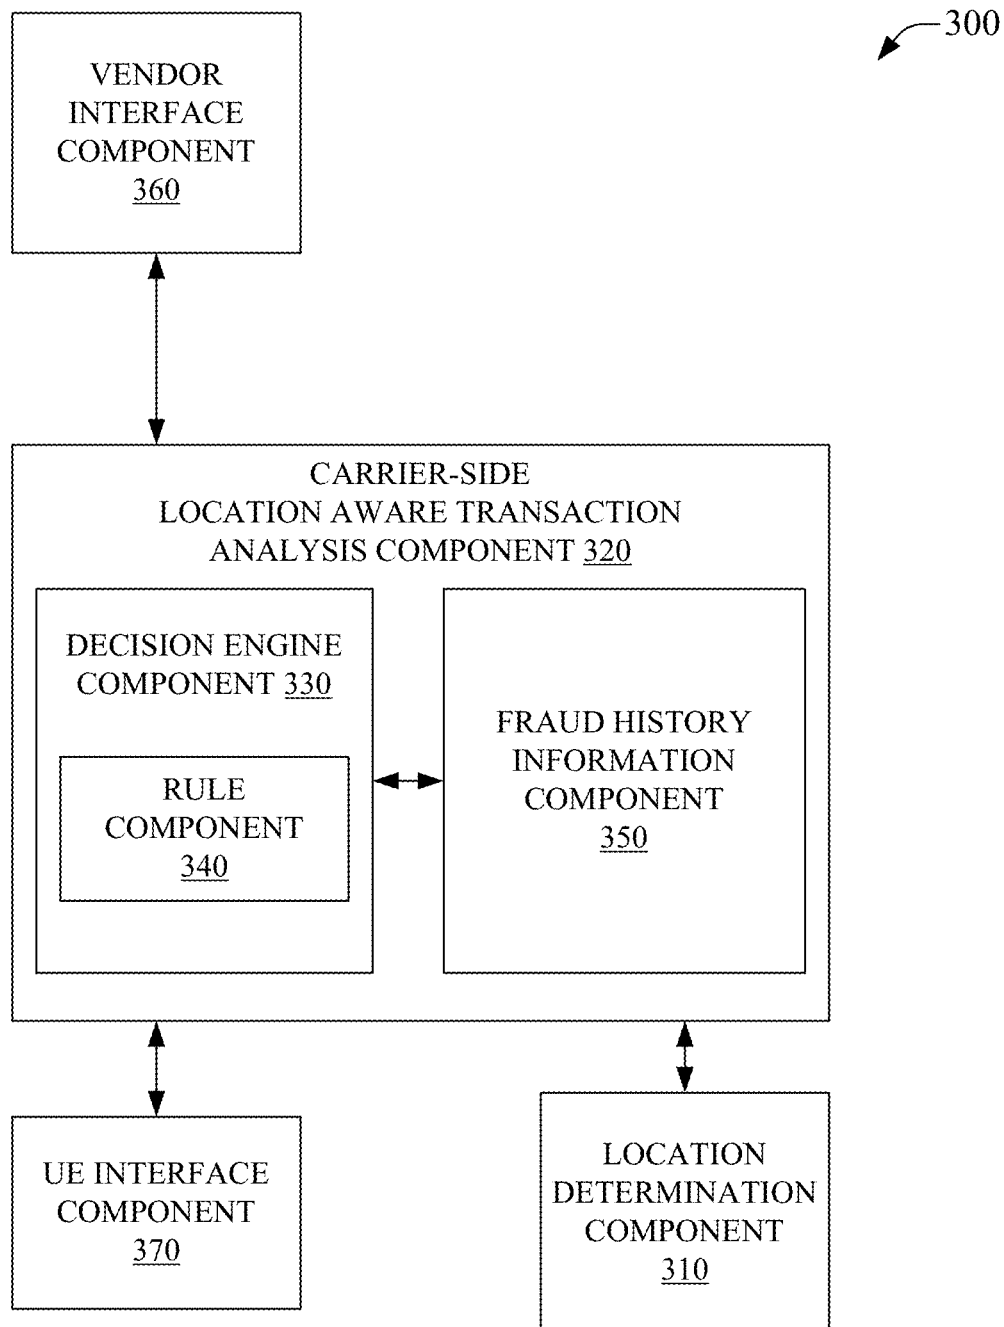 300
VENDOR
INTERFACE
COMPONENT
360
CARRIER-SIDE
LOCATION AWARE TRANSACTION
ANALYSIS COMPONENT 320
DECISION ENGINE
COMPONENT 330
RULE
COMPONENT
340
FRAUD HISTORY
INFORMATION
COMPONENT
350
UE INTERFACE
COMPONENT
370
LOCATION
DETERMINATION
COMPONENT
310